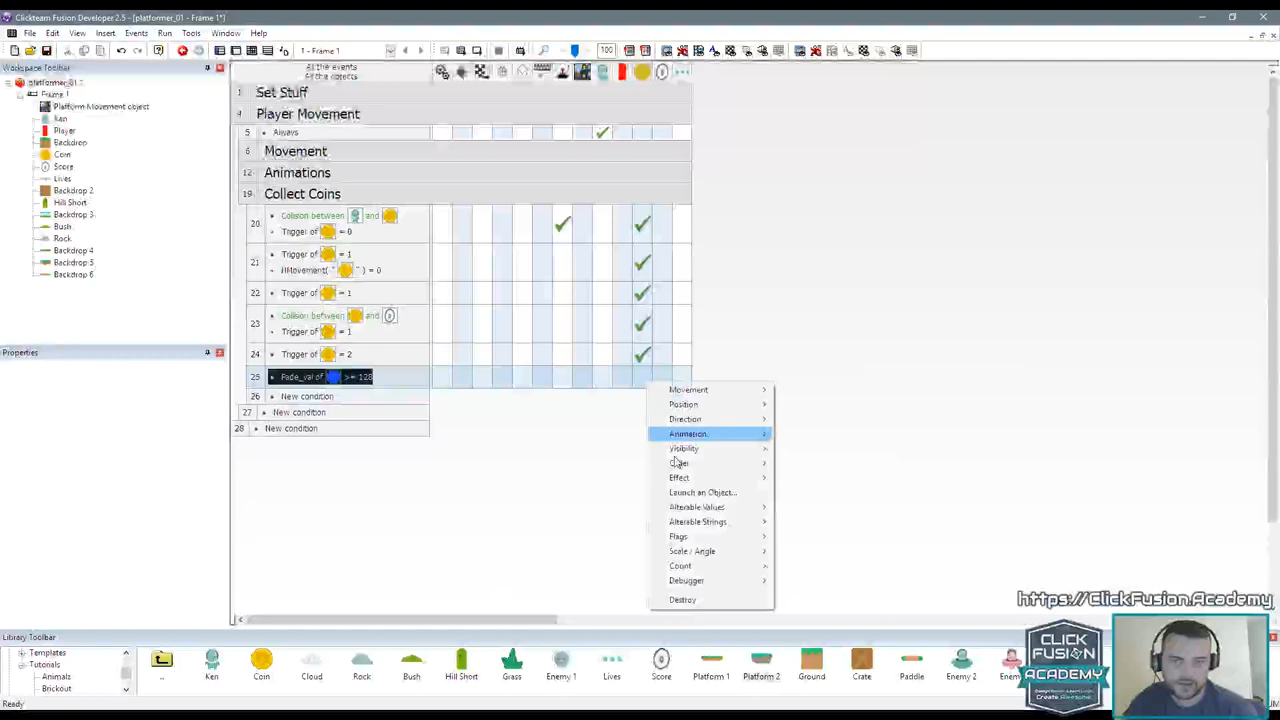 Clickteam Fusion Developer 2.5 - [platformer_01 - Frame 1*]
File Edit View Insert Events Run Tools Window Help
1 - Frame 1
100
Workspace Toolbar
platformer_01
Frame 1
Platform Movement object
Ken
Player
Backdrop
Coin
Score
Lives
Backdrop 2
Hill Short
Backdrop 3
Bush
Rock
Backdrop 4
Backdrop 5
Backdrop 6
Properties
All the events
All the objects
1 Set Stuff
4 Player Movement
5 Always
6 Movement
12 Animations
19 Collect Coins
20 Collision between and
Trigger of = 0
21 Trigger of = 1
HMovement( " " ) = 0
22 Trigger of = 1
23 Collision between and
Trigger of = 1
24 Trigger of = 2
25 Fade_val of >= 128
26 New condition
27 New condition
28 New condition
Movement
Position
Direction
Animation
Visibility
Order
Effect
Launch an Object...
Alterable Values
Alterable Strings
Flags
Scale / Angle
Count
Debugger
Destroy
https://ClickFusion.Academy
Library Toolbar
Templates
Tutorials
Animals
Brickout
.. Ken Coin Cloud Rock Bush Hill Short Grass Enemy 1 Lives Score Platform 1 Platform 2 Ground Crate Paddle Enemy 2
CLICK
FUSION
ACADEMY
Create Awesome
Ready